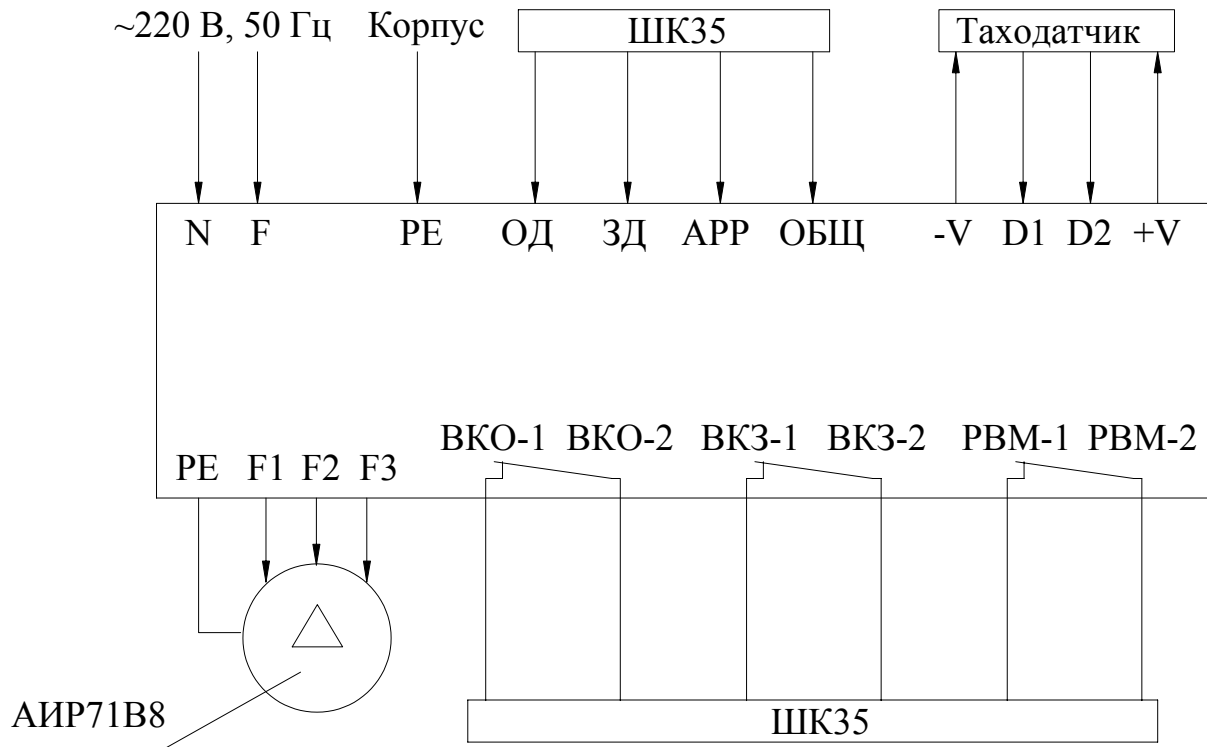 ~220 В, 50 Гц Корпус ШК35 Таходатчик
N F PE ОД ЗД АРР ОБЩ -V D1 D2 +V
ВКО-1 ВКО-2 ВКЗ-1 ВКЗ-2 РВМ-1 РВМ-2
PE F1 F2 F3
АИР71В8
ШК35